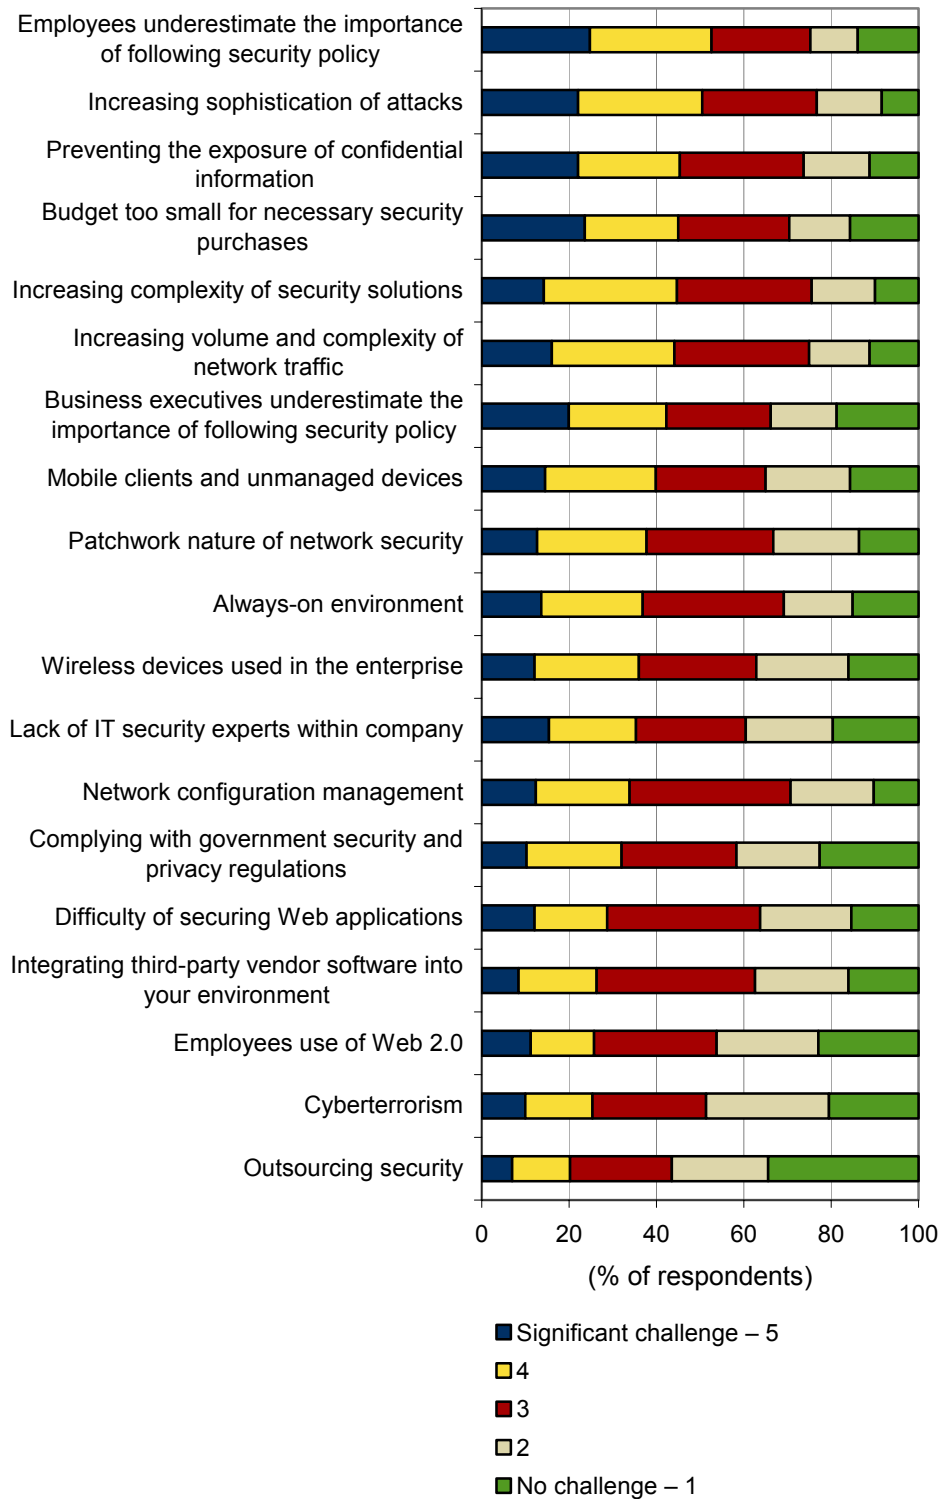 Employees underestimate the importance
of following security policy
Increasing sophistication of attacks
Preventing the exposure of confidential
information
Budget too small for necessary security
purchases
Increasing complexity of security solutions
Increasing volume and complexity of
network traffic
Business executives underestimate the
importance of following security policy
Mobile clients and unmanaged devices
Patchwork nature of network security
Always-on environment
Wireless devices used in the enterprise
Lack of IT security experts within company
Network configuration management
Complying with government security and
privacy regulations
Difficulty of securing Web applications
Integrating third-party vendor software into
your environment
Employees use of Web 2.0
Cyberterrorism
Outsourcing security
0 20 40 60 80 100
(% of respondents)
Significant challenge – 5
4
3
2
No challenge – 1